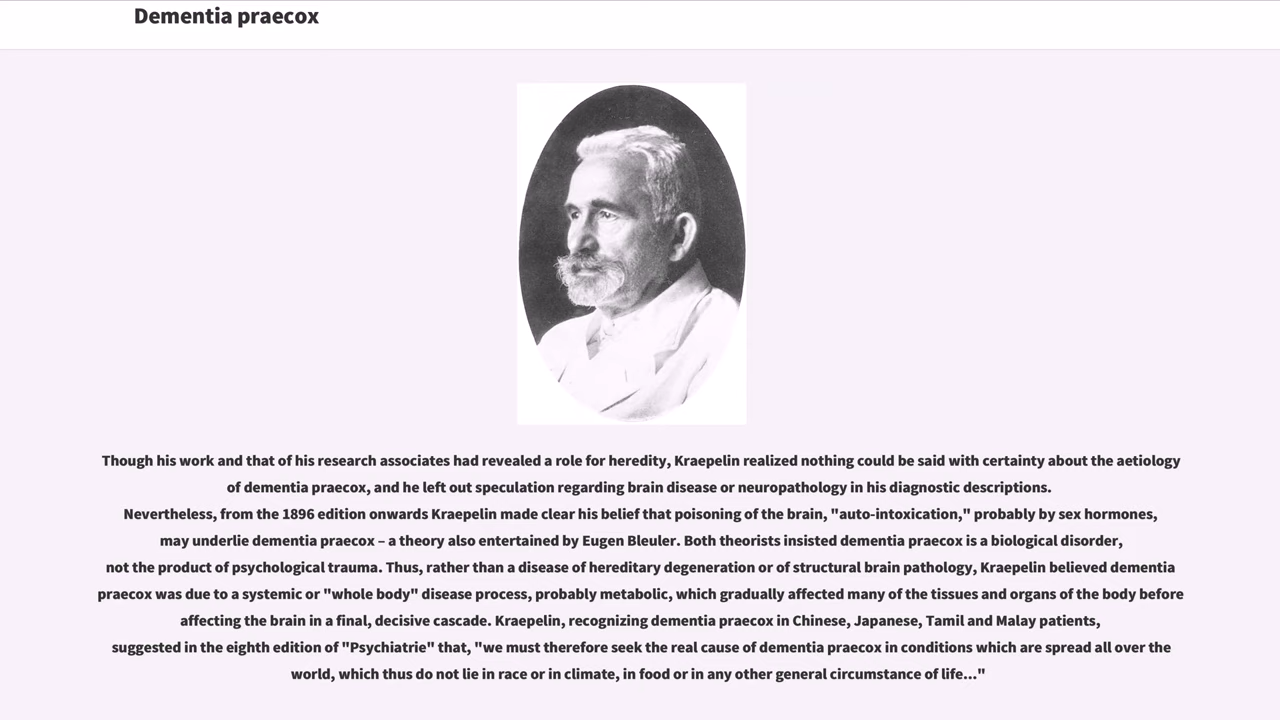 Dementia praecox
Though his work and that of his research associates had revealed a role for heredity, Kraepelin realized nothing could be said with certainty about the aetiology
of dementia praecox, and he left out speculation regarding brain disease or neuropathology in his diagnostic descriptions.
Nevertheless, from the 1896 edition onwards Kraepelin made clear his belief that poisoning of the brain, "auto-intoxication," probably by sex hormones,
may underlie dementia praecox – a theory also entertained by Eugen Bleuler. Both theorists insisted dementia praecox is a biological disorder,
not the product of psychological trauma. Thus, rather than a disease of hereditary degeneration or of structural brain pathology, Kraepelin believed dementia
praecox was due to a systemic or "whole body" disease process, probably metabolic, which gradually affected many of the tissues and organs of the body before
affecting the brain in a final, decisive cascade. Kraepelin, recognizing dementia praecox in Chinese, Japanese, Tamil and Malay patients,
suggested in the eighth edition of "Psychiatrie" that, "we must therefore seek the real cause of dementia praecox in conditions which are spread all over the
world, which thus do not lie in race or in climate, in food or in any other general circumstance of life..."